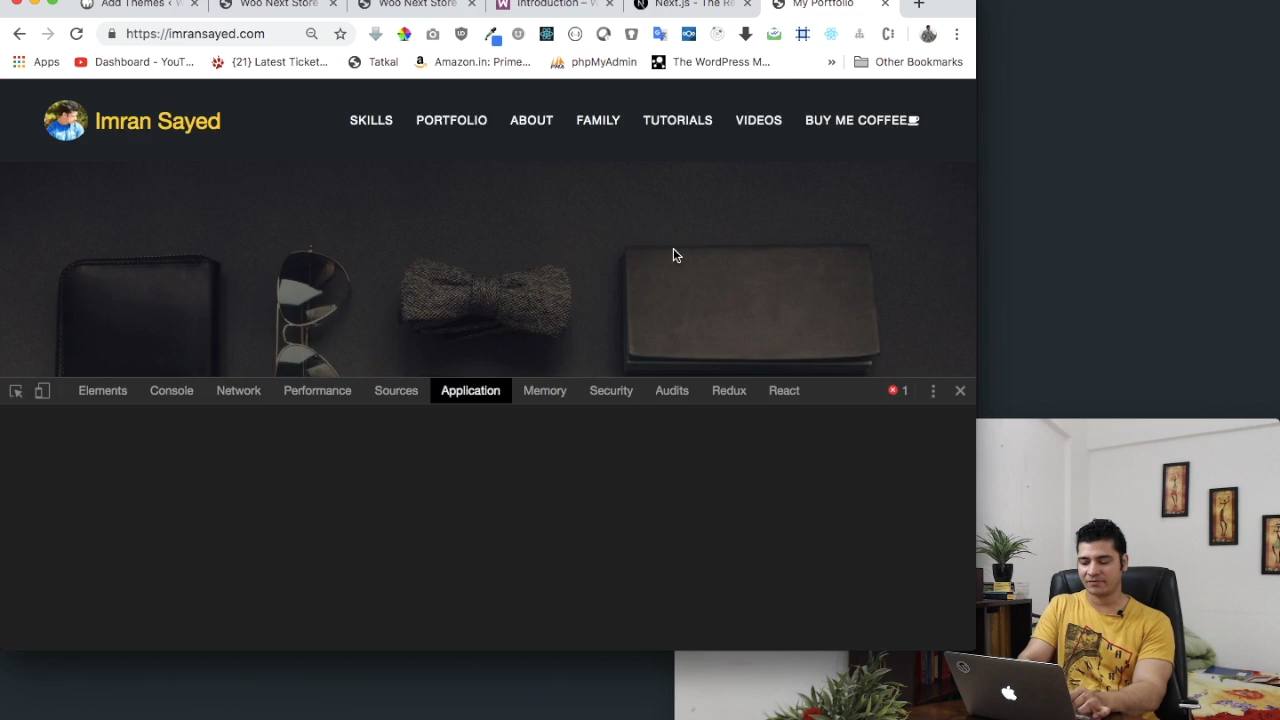 Add Themes ‹ W
Woo Next Store
Woo Next Store
Introduction – W
Next.js - The Re
My Portfolio
https://imransayed.com
Apps
Dashboard - YouT...
{21} Latest Ticket...
Tatkal
Amazon.in: Prime...
phpMyAdmin
The WordPress M...
»
Other Bookmarks
Imran Sayed
SKILLS
PORTFOLIO
ABOUT
FAMILY
TUTORIALS
VIDEOS
BUY ME COFFEE
Elements
Console
Network
Performance
Sources
Application
Memory
Security
Audits
Redux
React
1